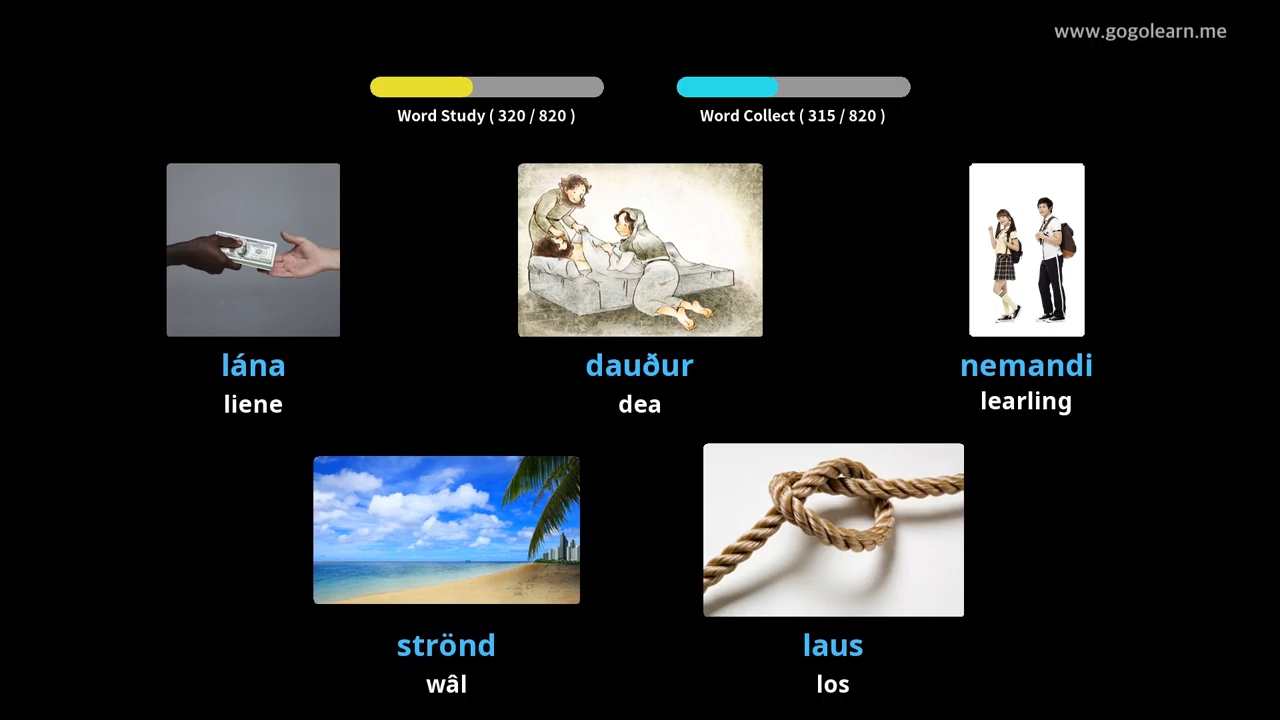 www.gogolearn.me
Word Study ( 320 / 820 )
Word Collect ( 315 / 820 )
lána
liene
dauður
dea
nemandi
learling
strönd
wâl
laus
los